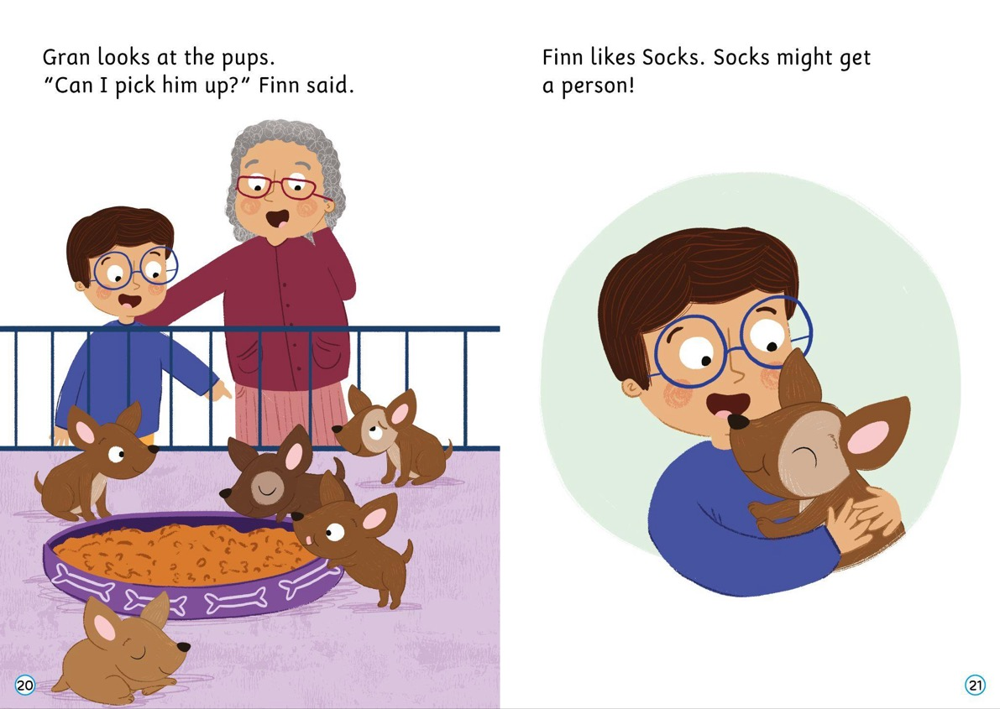 Gran looks at the pups.
“Can I pick him up?” Finn said.
20
Finn likes Socks. Socks might get
a person!
21